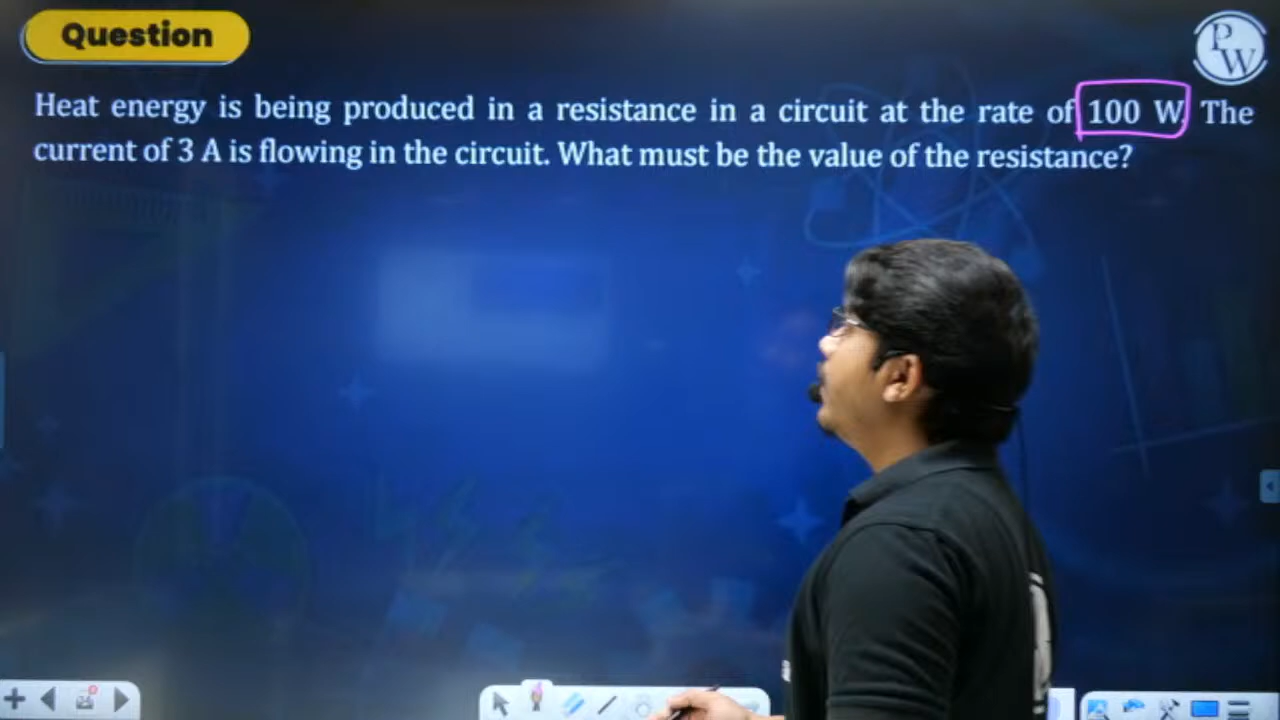 Question
PW
Heat energy is being produced in a resistance in a circuit at the rate of 100 W. The
current of 3 A is flowing in the circuit. What must be the value of the resistance?